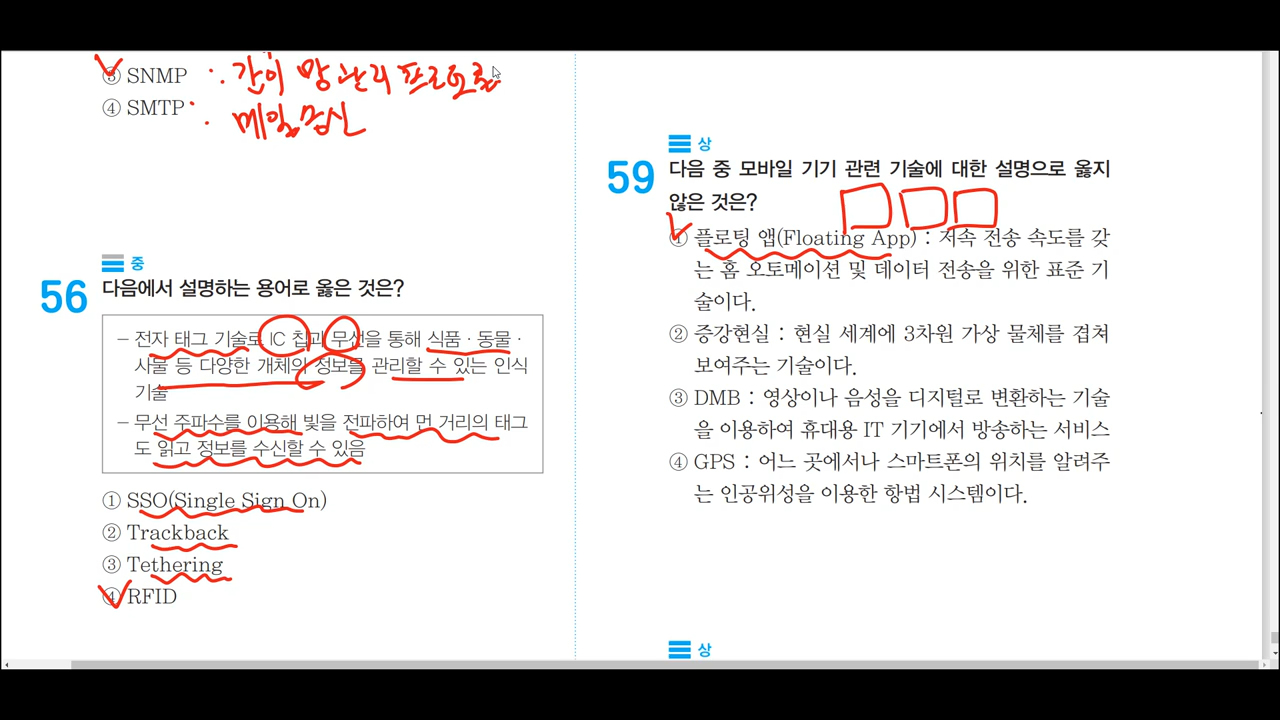 ③ SNMP ∴ 간이 망 관리 프로토콜
④ SMTP : 메일 송신
중
56 다음에서 설명하는 용어로 옳은 것은?
– 전자 태그 기술로 IC 칩과 무선을 통해 식품 · 동물 ·
사물 등 다양한 개체의 정보를 관리할 수 있는 인식
기술
– 무선 주파수를 이용해 빛을 전파하여 먼 거리의 태그
도 읽고 정보를 수신할 수 있음
① SSO(Single Sign On)
② Trackback
③ Tethering
④ RFID
상
59 다음 중 모바일 기기 관련 기술에 대한 설명으로 옳지
않은 것은?
① 플로팅 앱(Floating App) : 저속 전송 속도를 갖
는 홈 오토메이션 및 데이터 전송을 위한 표준 기
술이다.
② 증강현실 : 현실 세계에 3차원 가상 물체를 겹쳐
보여주는 기술이다.
③ DMB : 영상이나 음성을 디지털로 변환하는 기술
을 이용하여 휴대용 IT 기기에서 방송하는 서비스
④ GPS : 어느 곳에서나 스마트폰의 위치를 알려주
는 인공위성을 이용한 항법 시스템이다.
상